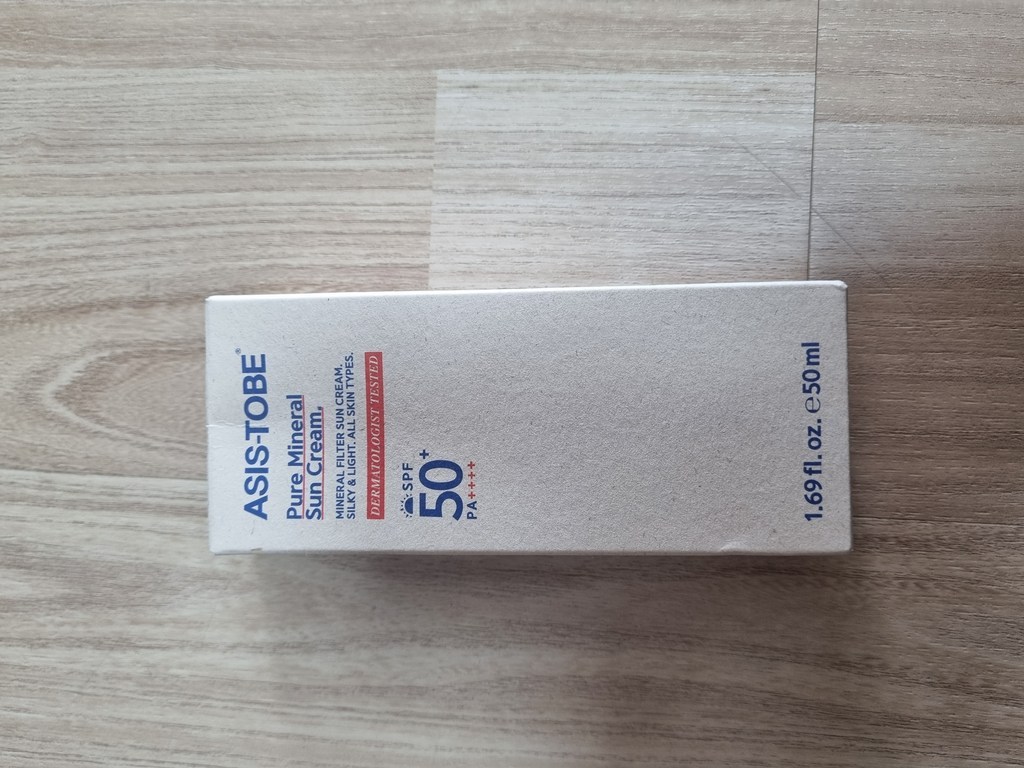 ASIS-TOBE®
Pure Mineral
Sun Cream,
MINERAL FILTER SUN CREAM.
SILKY & LIGHT. ALL SKIN TYPES.
DERMATOLOGIST TESTED
SPF
50+
PA++++
1.69 fl. oz. ℮50ml